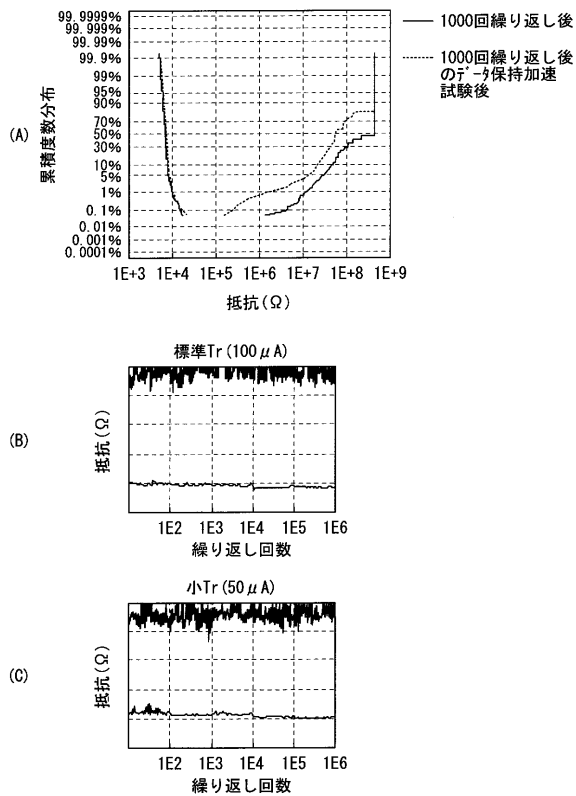 (A)
累積度数分布
99.9999%
99.999%
99.99%
99%
95%
90%
70%
50%
30%
10%
5%
1%
0.1%
0.01%
0.001%
0.0001%
1E+3 1E+4 1E+5 1E+6 1E+7 1E+8 1E+9
抵抗(Ω)
1000回繰り返し後
1000回繰り返し後
のデータ保持加速
試験後
(B)
標準Tr(100μA)
抵抗(Ω)
1E2 1E3 1E4 1E5 1E6
繰り返し回数
(C)
小Tr(50μA)
抵抗(Ω)
1E2 1E3 1E4 1E5 1E6
繰り返し回数